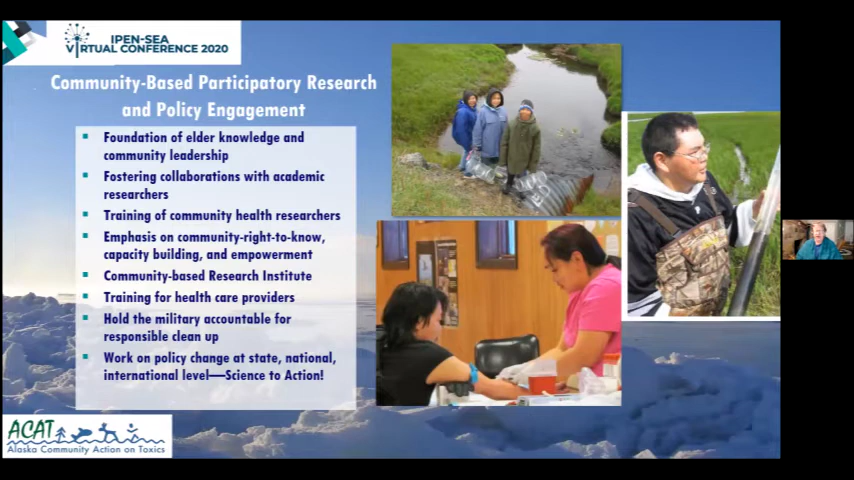 IPEN-SEA
VIRTUAL CONFERENCE 2020
Community-Based Participatory Research
and Policy Engagement
Foundation of elder knowledge and
community leadership
Fostering collaborations with academic
researchers
Training of community health researchers
Emphasis on community-right-to-know,
capacity building, and empowerment
Community-based Research Institute
Training for health care providers
Hold the military accountable for
responsible clean up
Work on policy change at state, national,
international level—Science to Action!
ACAT
Alaska Community Action on Toxics